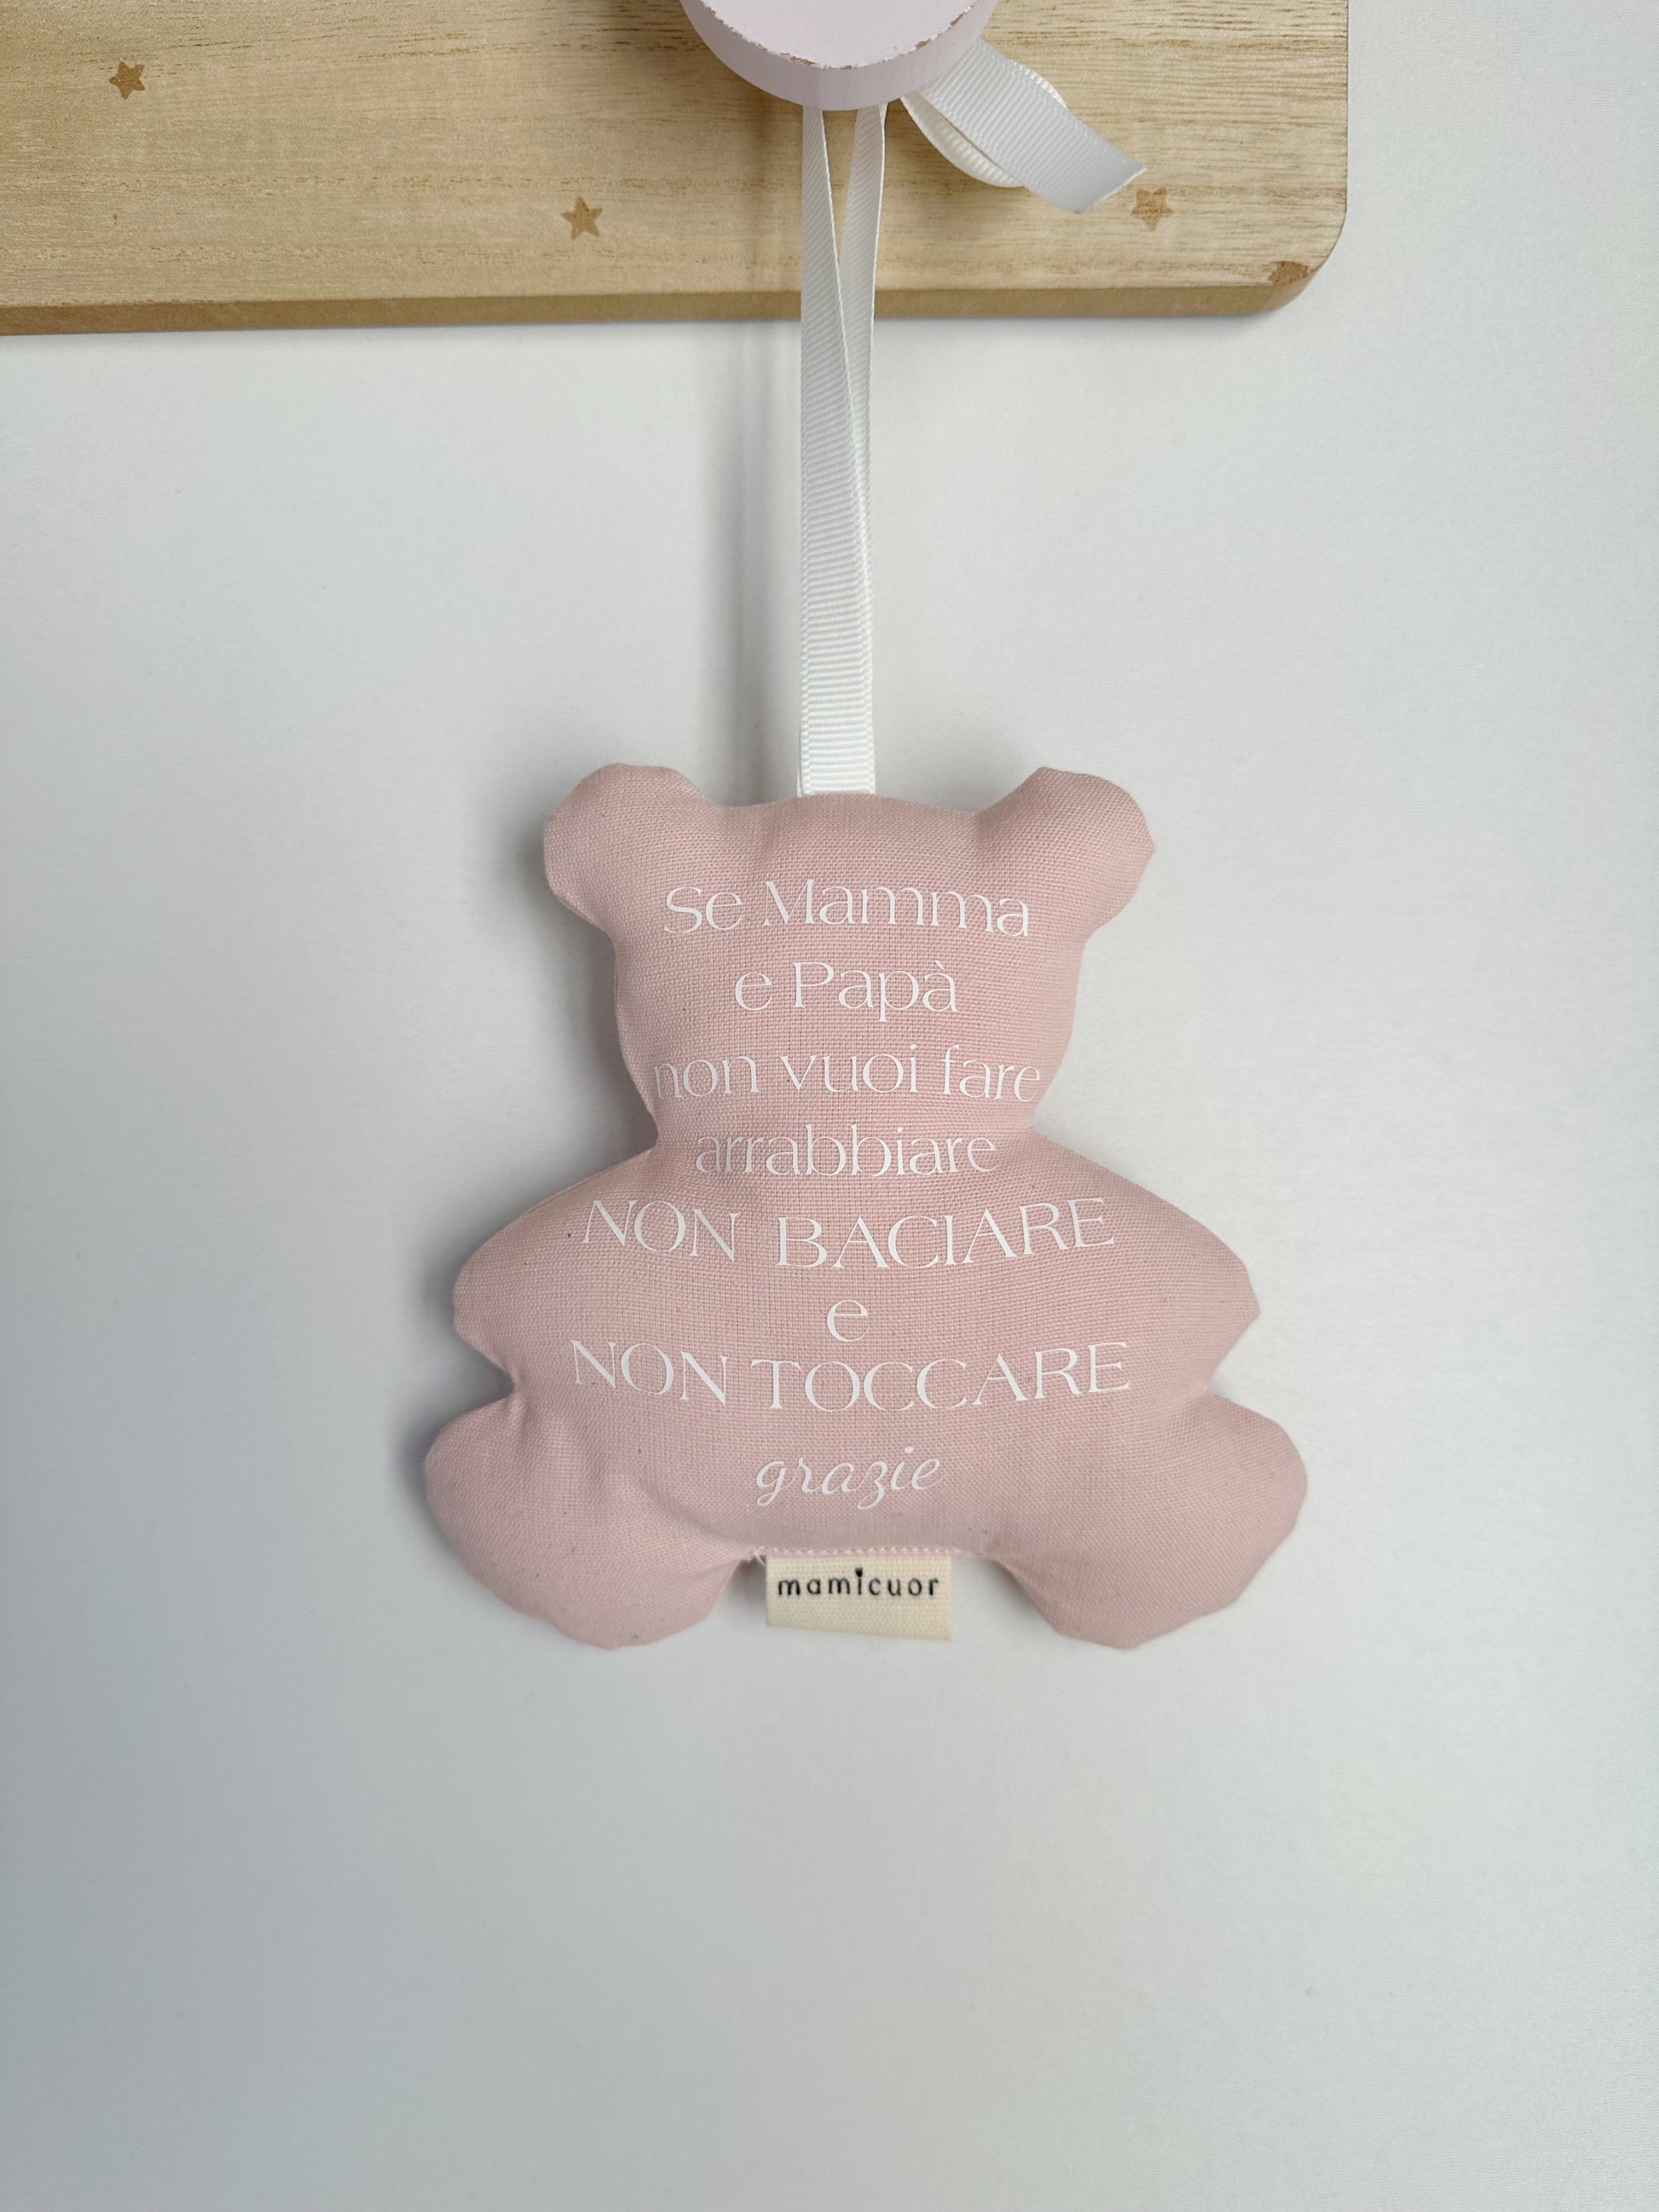 Se Mamma
e Papà
non vuoi fare
arrabbiare
NON BACIARE
e
NON TOCCARE
grazie
mamicuor